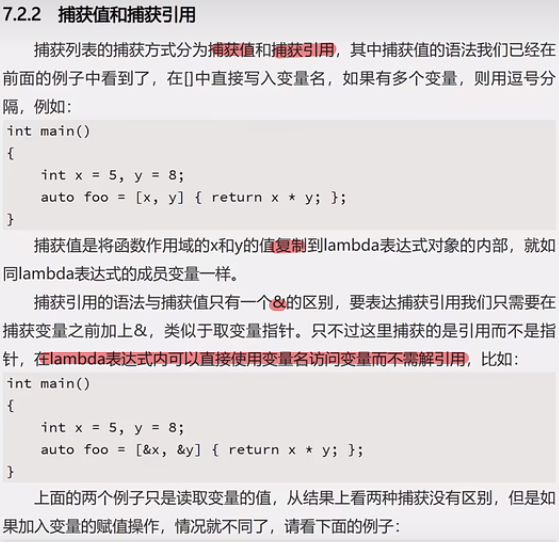 7.2.2 捕获值和捕获引用
捕获列表的捕获方式分为捕获值和捕获引用，其中捕获值的语法我们已经在
前面的例子中看到了，在[]中直接写入变量名，如果有多个变量，则用逗号分
隔，例如：
int main()
{
    int x = 5, y = 8;
    auto foo = [x, y] { return x * y; };
}
捕获值是将函数作用域的x和y的值复制到lambda表达式对象的内部，就如
同lambda表达式的成员变量一样。
捕获引用的语法与捕获值只有一个&的区别，要表达捕获引用我们只需要在
捕获变量之前加上&，类似于取变量指针。只不过这里捕获的是引用而不是指
针，在lambda表达式内可以直接使用变量名访问变量而不需解引用，比如：
int main()
{
    int x = 5, y = 8;
    auto foo = [&x, &y] { return x * y; };
}
上面的两个例子只是读取变量的值，从结果上看两种捕获没有区别，但是如
果加入变量的赋值操作，情况就不同了，请看下面的例子：